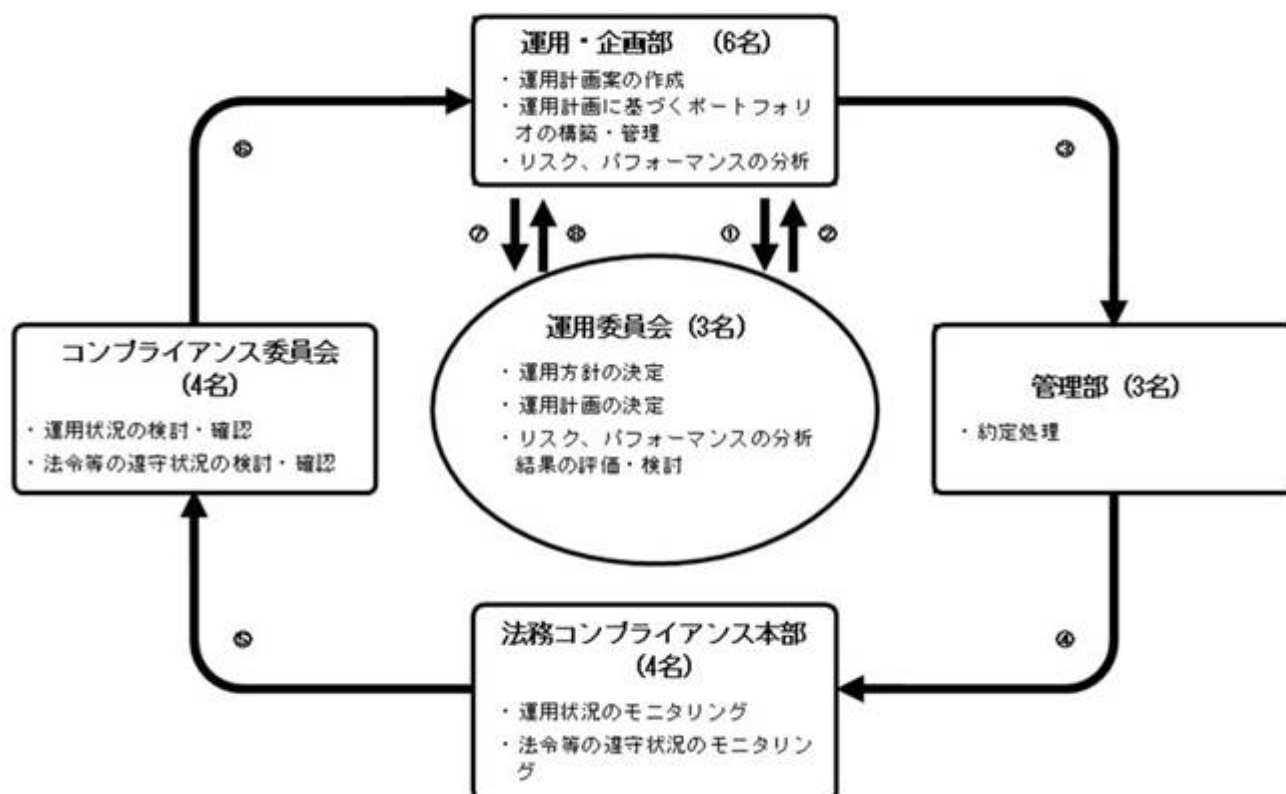 運用・企画部 (6名)
・運用計画案の作成
・運用計画に基づくポートフォリ
オの構築・管理
・リスク、パフォーマンスの分析
⑥
③
⑦
⑧
①
②
運用委員会 (3名)
・運用方針の決定
・運用計画の決定
・リスク、パフォーマンスの分析
結果の評価・検討
コンプライアンス委員会
(4名)
・運用状況の検討・確認
・法令等の遵守状況の検討・確認
管理部 (3名)
・約定処理
⑤
④
法務コンプライアンス本部
(4名)
・運用状況のモニタリング
・法令等の遵守状況のモニタリン
グ